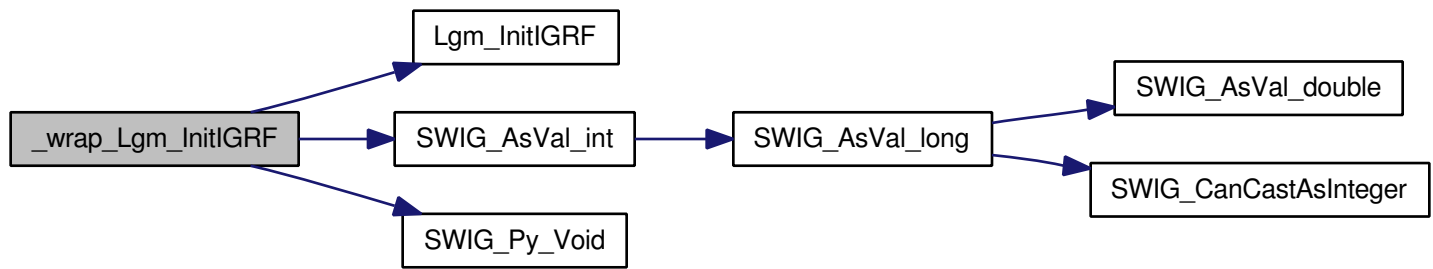 Lgm_InitIGRF
_wrap_Lgm_InitIGRF
SWIG_AsVal_int
SWIG_AsVal_long
SWIG_AsVal_double
SWIG_CanCastAsInteger
SWIG_Py_Void